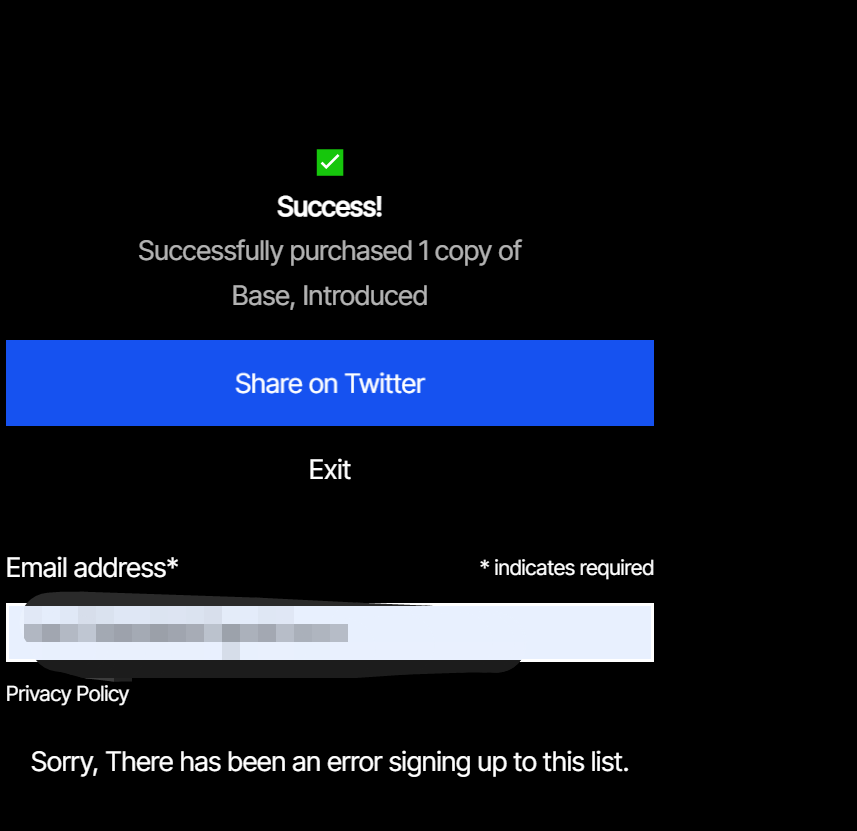 Success!
Successfully purchased 1 copy of
Base, Introduced
Share on Twitter
Exit
Email address*
* indicates required
Privacy Policy
Sorry, There has been an error signing up to this list.